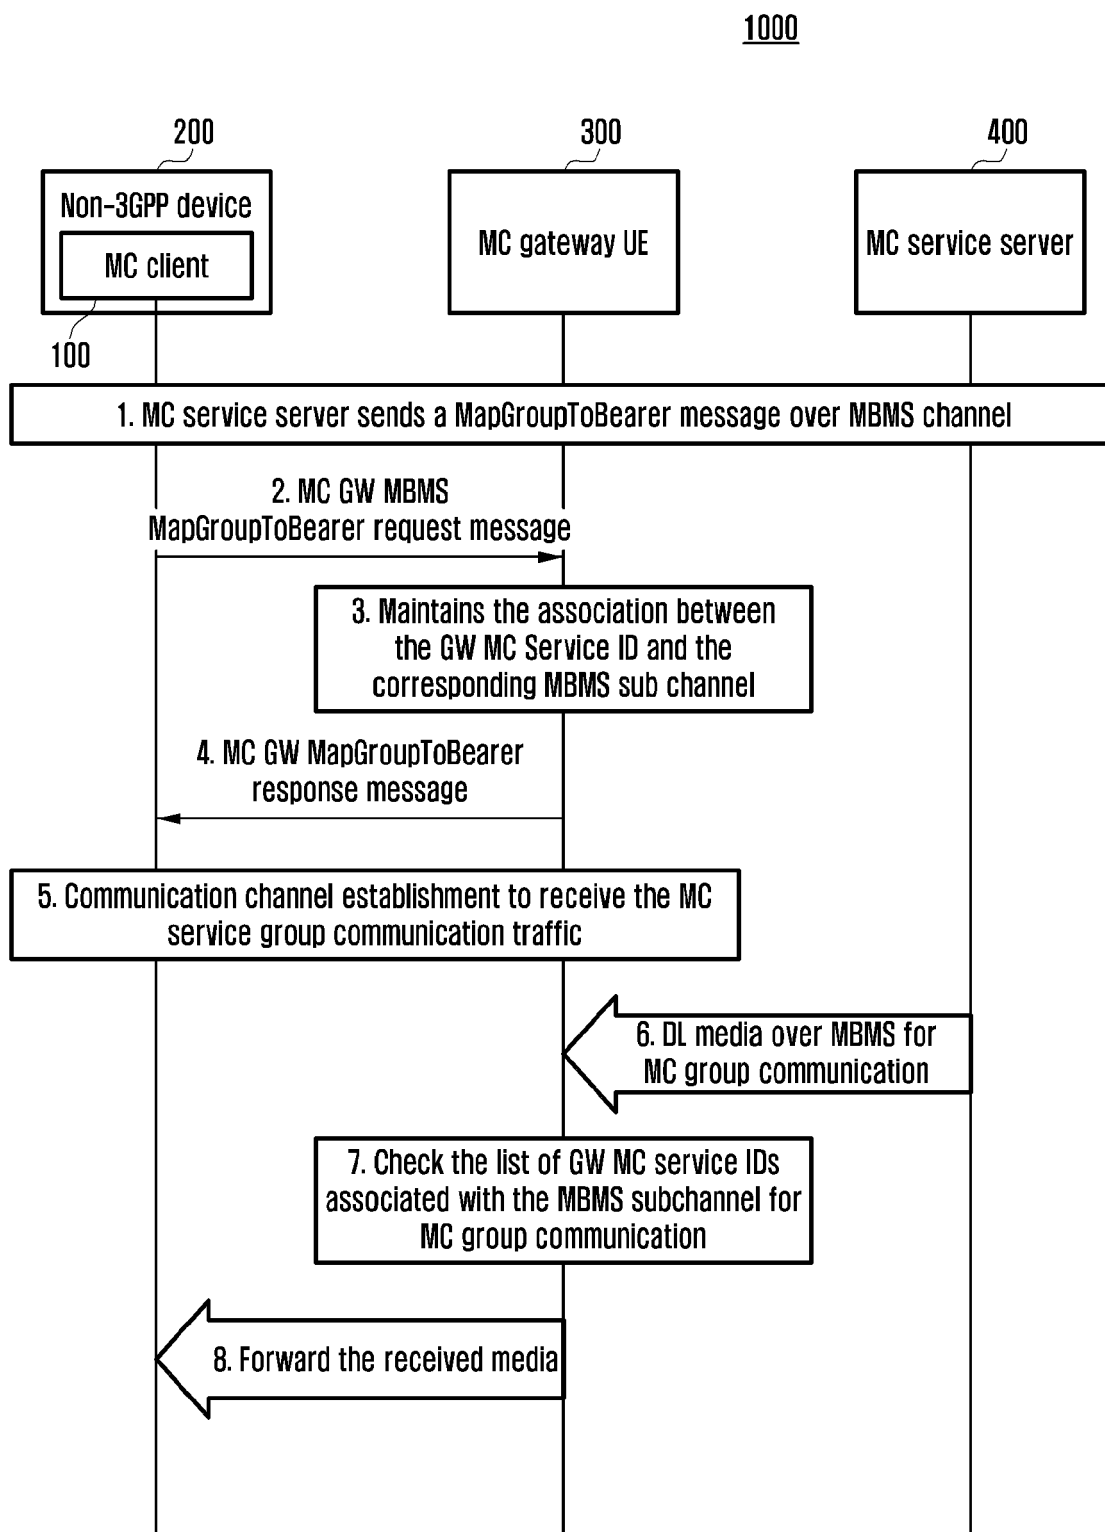 1000
200
300
400
Non-3GPP device
MC client
100
MC gateway UE
MC service server
1. MC service server sends a MapGroupToBearer message over MBMS channel
2. MC GW MBMS
MapGroupToBearer request message
3. Maintains the association between
the GW MC Service ID and the
corresponding MBMS sub channel
4. MC GW MapGroupToBearer
response message
5. Communication channel establishment to receive the MC
service group communication traffic
6. DL media over MBMS for
MC group communication
7. Check the list of GW MC service IDs
associated with the MBMS subchannel for
MC group communication
8. Forward the received media